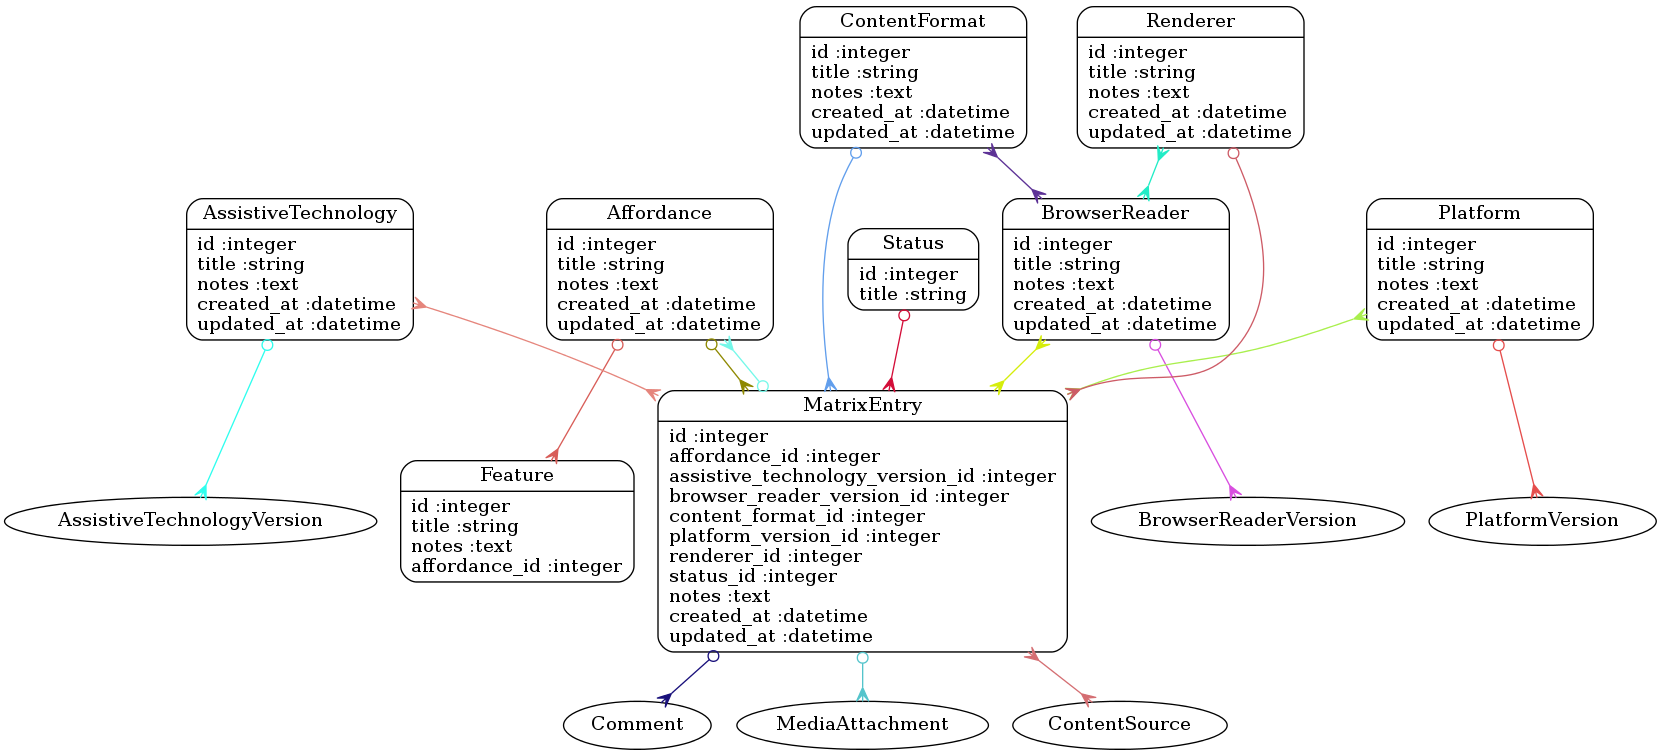 ContentFormat
id :integer
title :string
notes :text
created_at :datetime
updated_at :datetime
Renderer
id :integer
title :string
notes :text
created_at :datetime
updated_at :datetime
AssistiveTechnology
id :integer
title :string
notes :text
created_at :datetime
updated_at :datetime
Affordance
id :integer
title :string
notes :text
created_at :datetime
updated_at :datetime
Status
id :integer
title :string
BrowserReader
id :integer
title :string
notes :text
created_at :datetime
updated_at :datetime
Platform
id :integer
title :string
notes :text
created_at :datetime
updated_at :datetime
AssistiveTechnologyVersion
Feature
id :integer
title :string
notes :text
affordance_id :integer
MatrixEntry
id :integer
affordance_id :integer
assistive_technology_version_id :integer
browser_reader_version_id :integer
content_format_id :integer
platform_version_id :integer
renderer_id :integer
status_id :integer
notes :text
created_at :datetime
updated_at :datetime
BrowserReaderVersion
PlatformVersion
Comment
MediaAttachment
ContentSource